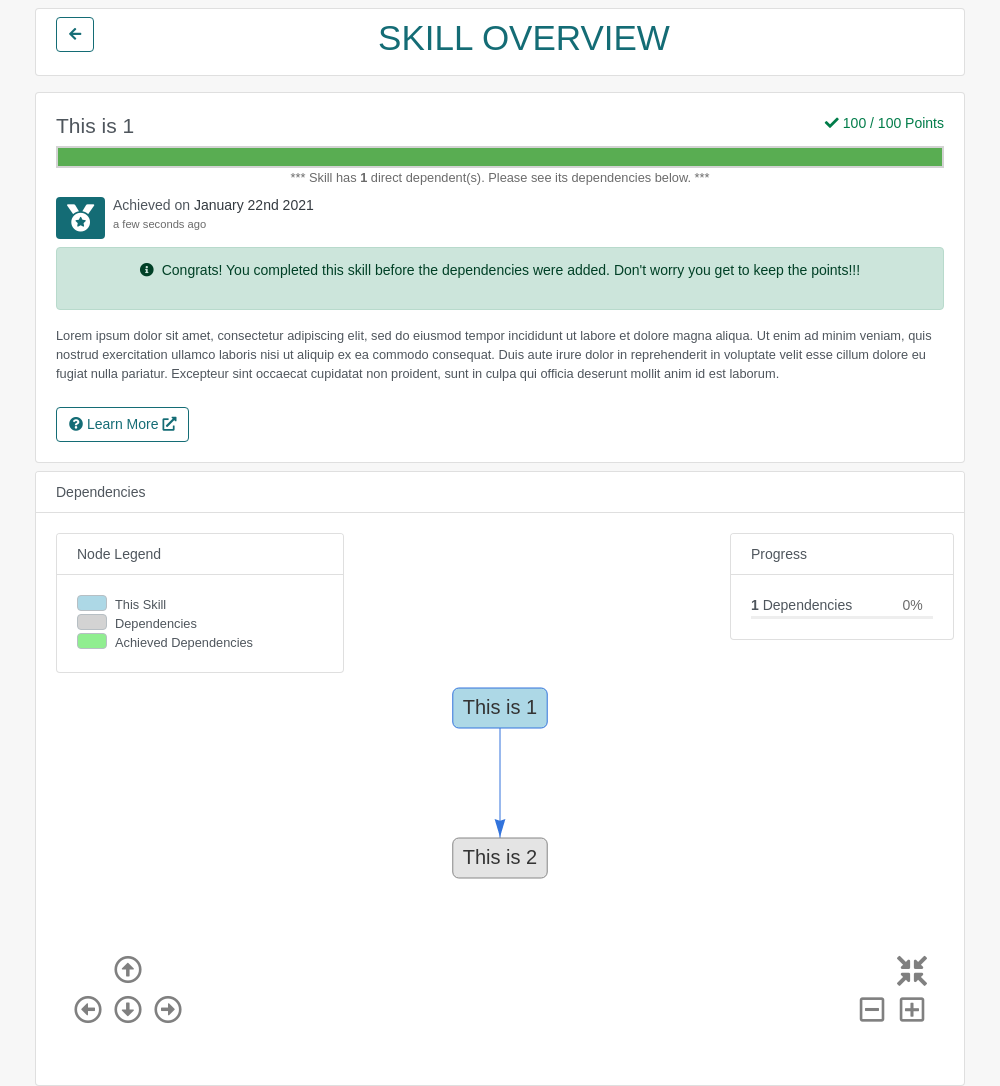 SKILL OVERVIEW
This is 1
100 / 100 Points
*** Skill has 1 direct dependent(s). Please see its dependencies below. ***
Achieved on January 22nd 2021
a few seconds ago
Congrats! You completed this skill before the dependencies were added. Don't worry you get to keep the points!!!
Lorem ipsum dolor sit amet, consectetur adipiscing elit, sed do eiusmod tempor incididunt ut labore et dolore magna aliqua. Ut enim ad minim veniam, quis
nostrud exercitation ullamco laboris nisi ut aliquip ex ea commodo consequat. Duis aute irure dolor in reprehenderit in voluptate velit esse cillum dolore eu
fugiat nulla pariatur. Excepteur sint occaecat cupidatat non proident, sunt in culpa qui officia deserunt mollit anim id est laborum.
Learn More
Dependencies
Node Legend
This Skill
Dependencies
Achieved Dependencies
Progress
1 Dependencies 0%
This is 1
This is 2